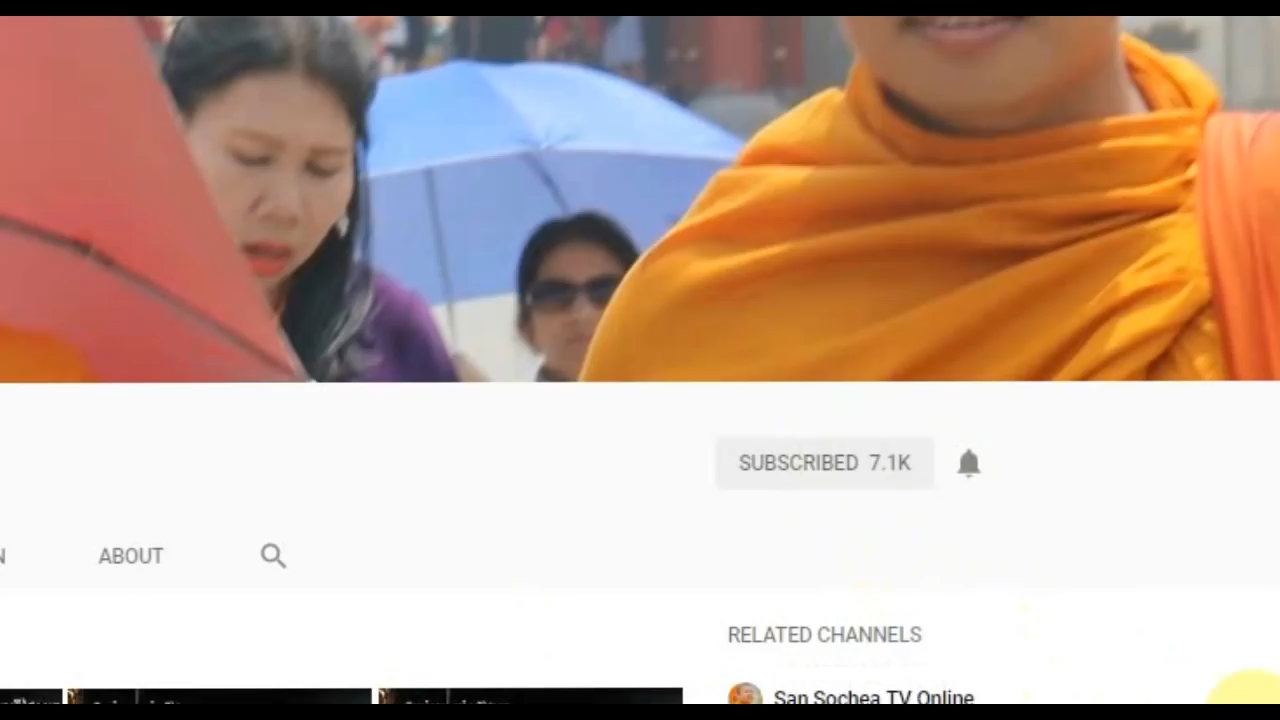 SUBSCRIBED 7.1K
ABOUT
RELATED CHANNELS
San Sochea TV Online